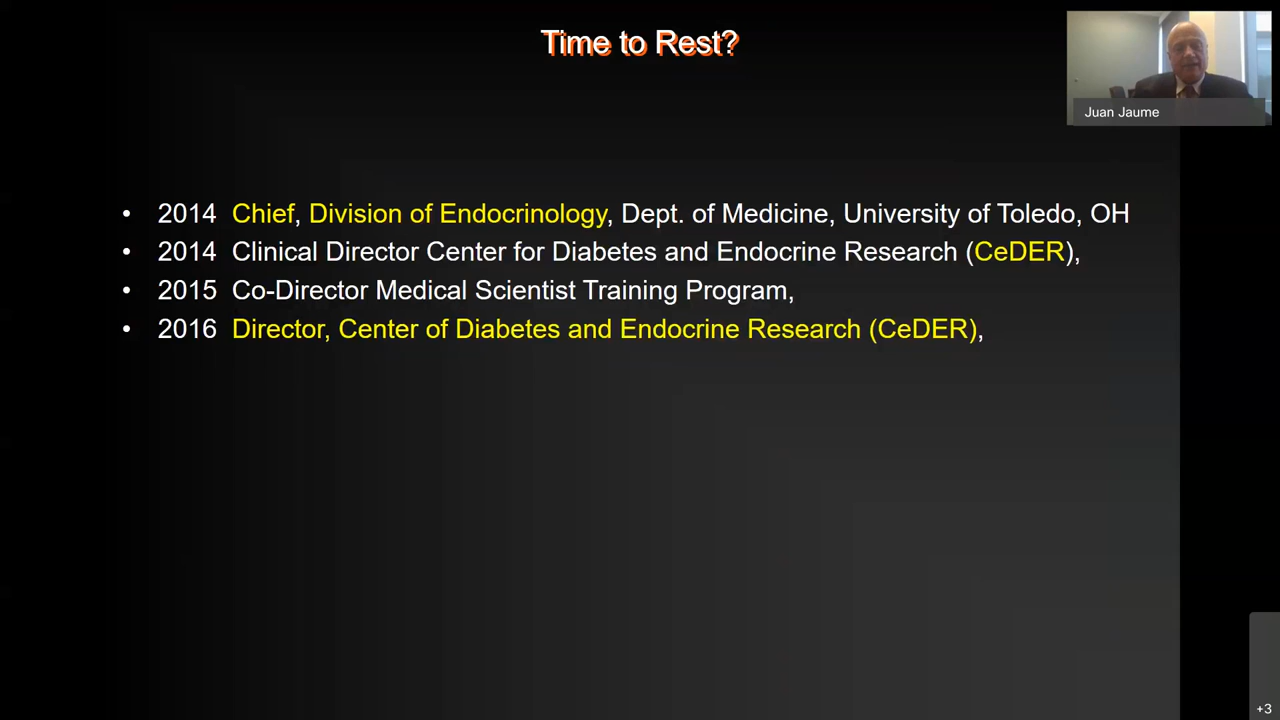 Time to Rest?
Juan Jaume
• 2014 Chief, Division of Endocrinology, Dept. of Medicine, University of Toledo, OH
• 2014 Clinical Director Center for Diabetes and Endocrine Research (CeDER),
• 2015 Co-Director Medical Scientist Training Program,
• 2016 Director, Center of Diabetes and Endocrine Research (CeDER),
+3